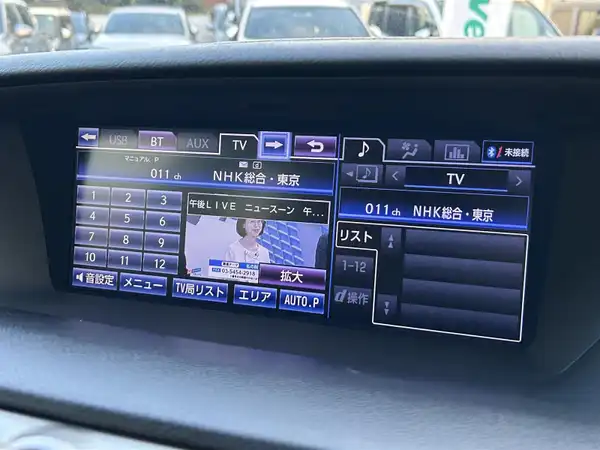 ive
USB BT AUX TV
マニュアル P
011 ch NHK総合・東京
1 2 3
4 5 6
7 8 9
10 11 12
午後LIVE ニュースーン 午...
03-5454-2918
拡大
音設定 メニュー TV局リスト エリア AUTO.P
未接続
TV
011 ch NHK総合・東京
リスト
1-12
d 操作